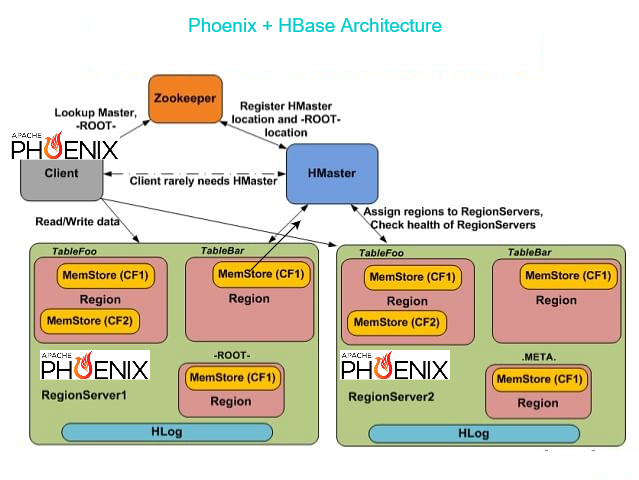 Phoenix + HBase Architecture
Zookeeper
Lookup Master,
-ROOT-
Register HMaster
location and -ROOT-
location
APACHE
PHOENIX
Client
Client rarely needs HMaster
HMaster
Read/Write data
Assign regions to RegionServers,
Check health of RegionServers
TableFoo
MemStore (CF1)
Region
MemStore (CF2)
TableBar
MemStore (CF1)
Region
APACHE
PHOENIX
RegionServer1
-ROOT-
MemStore (CF1)
Region
HLog
TableFoo
MemStore (CF1)
Region
MemStore (CF2)
TableBar
MemStore (CF1)
Region
APACHE
PHOENIX
RegionServer2
.META.
MemStore (CF1)
Region
HLog